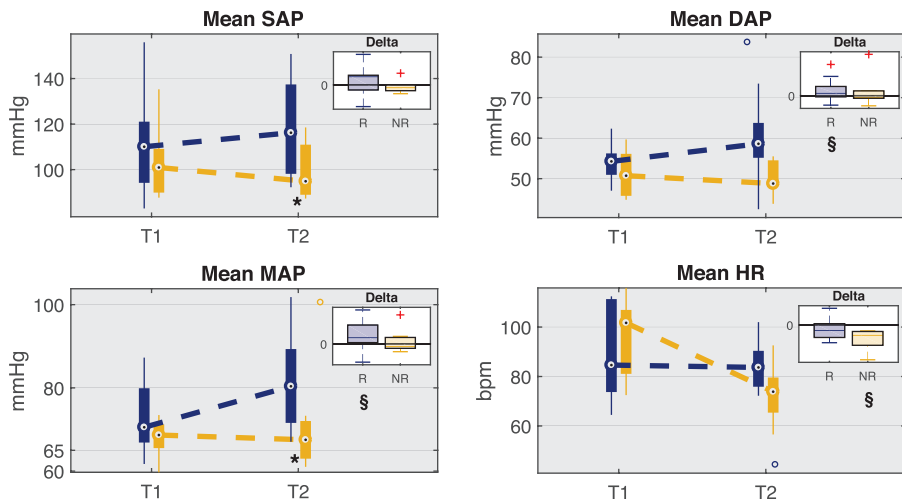 Mean SAP
mmHg
140
120
100
T1
T2
*
Delta
0
R
NR
Mean DAP
mmHg
80
70
60
50
T1
T2
Delta
0
R
NR
§
Mean MAP
mmHg
100
80
65
60
T1
T2
*
Delta
0
R
NR
§
Mean HR
bpm
100
80
60
T1
T2
Delta
0
R
NR
§